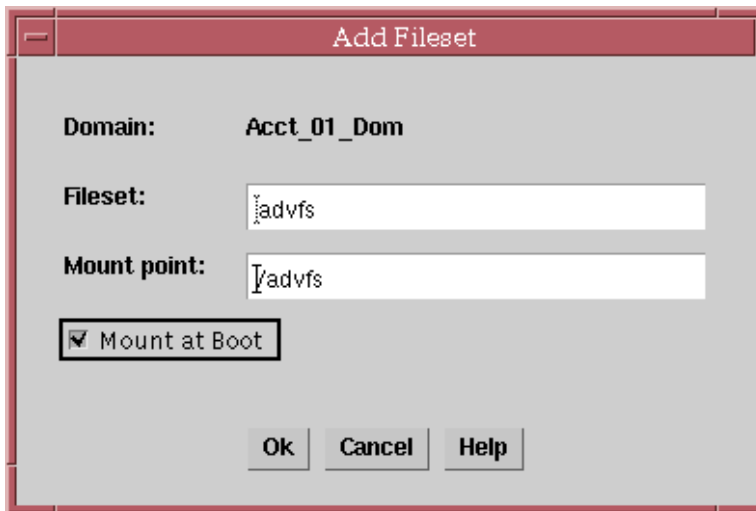 Add Fileset
Domain: Acct_01_Dom
Fileset: advfs
Mount point: /advfs
Mount at Boot
Ok Cancel Help